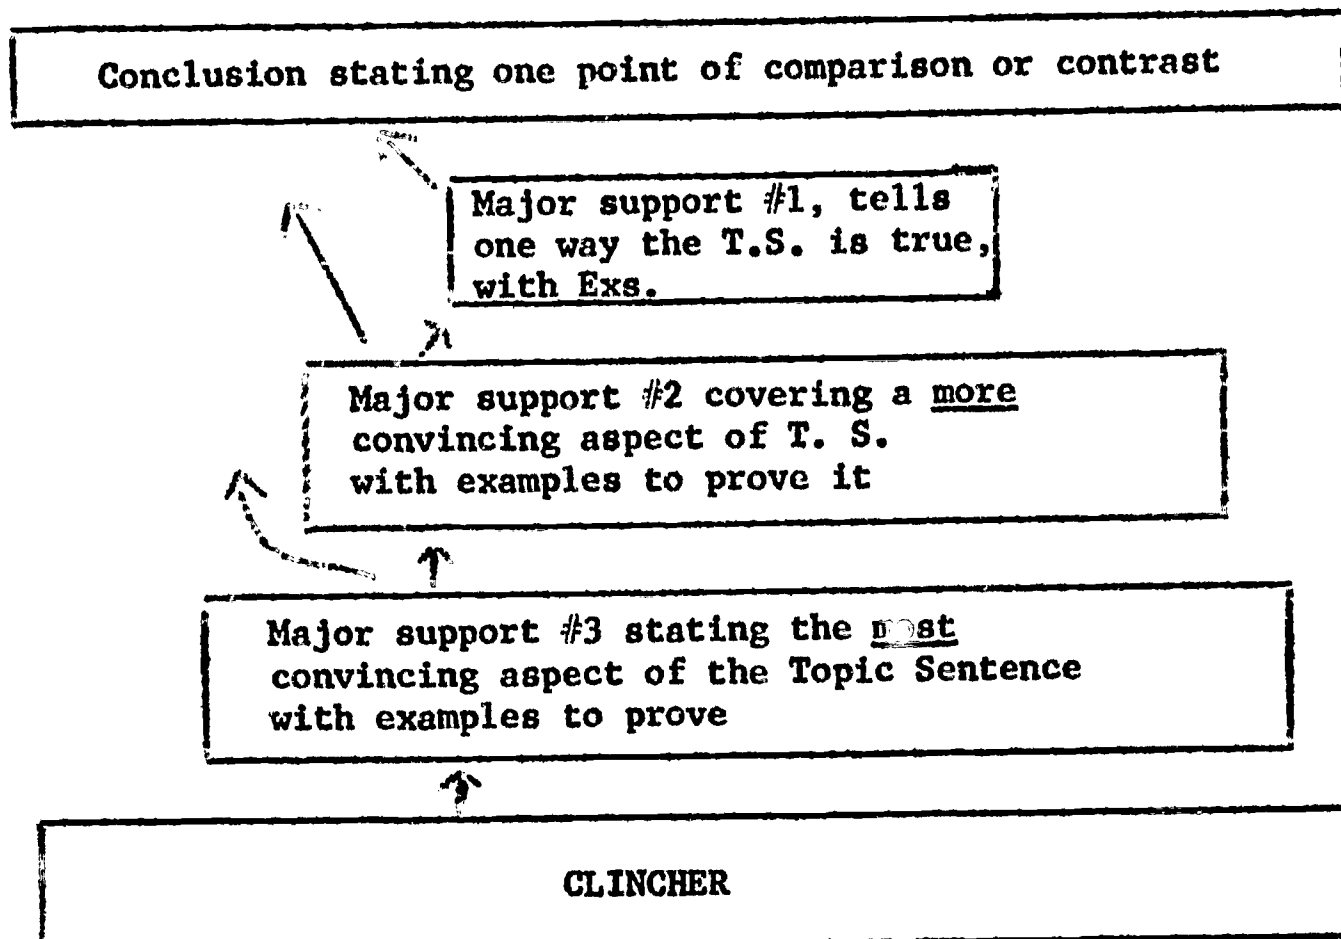 Conclusion stating one point of comparison or contrast
Major support #1, tells
one way the T.S. is true,
with Exs.
Major support #2 covering a more
convincing aspect of T. S.
with examples to prove it
Major support #3 stating the most
convincing aspect of the Topic Sentence
with examples to prove
CLINCHER